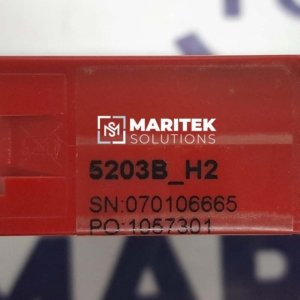 MARITEK
SOLUTIONS
5203B_H2
SN:070106665
PO:1057301